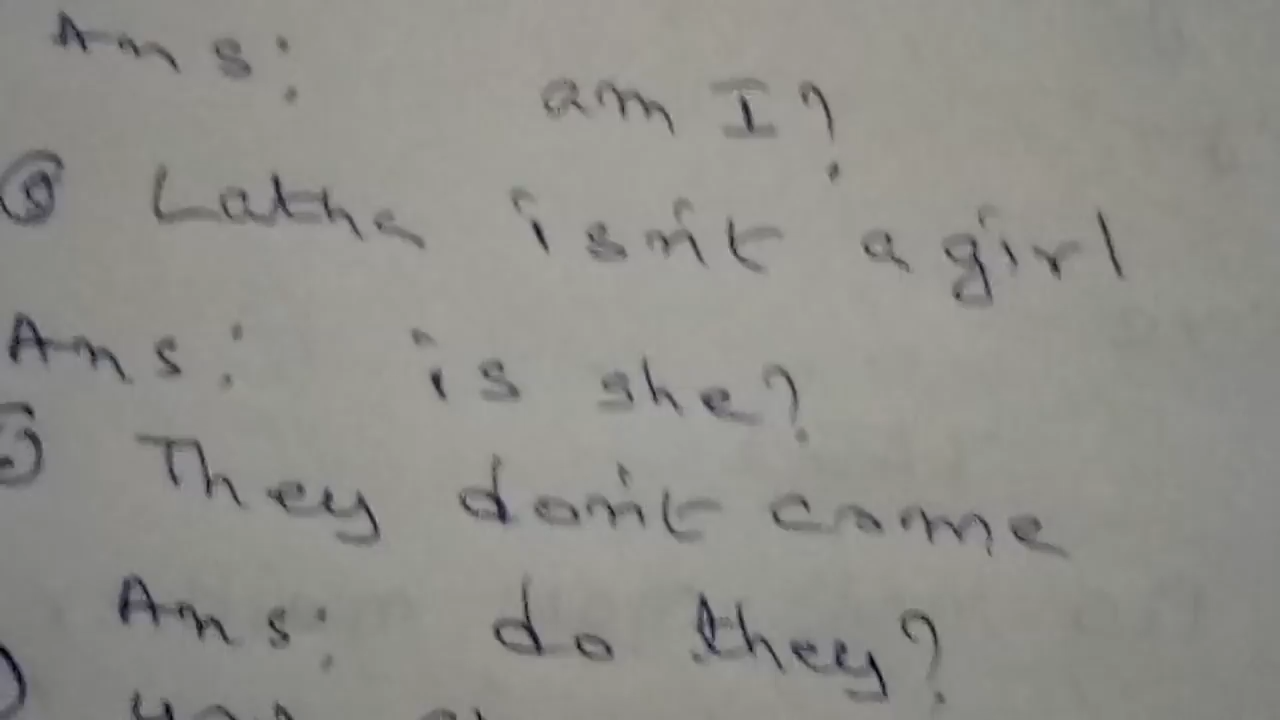 Ans:
am I?
Latha isn't a girl
Ans: is she?
They don't come
Ans: do they?